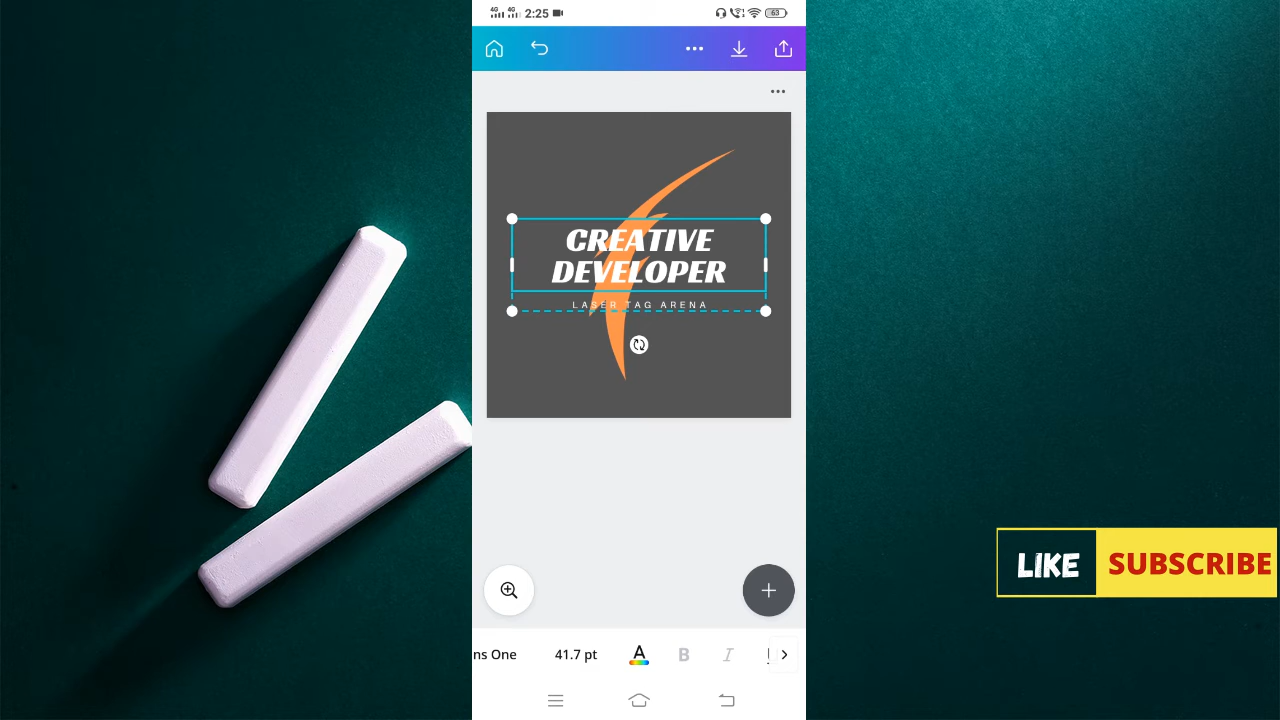 4G 4G 2:25 63
CREATIVE
DEVELOPER
LASER TAG ARENA
LIKE SUBSCRIBE
ns One 41.7 pt A B I